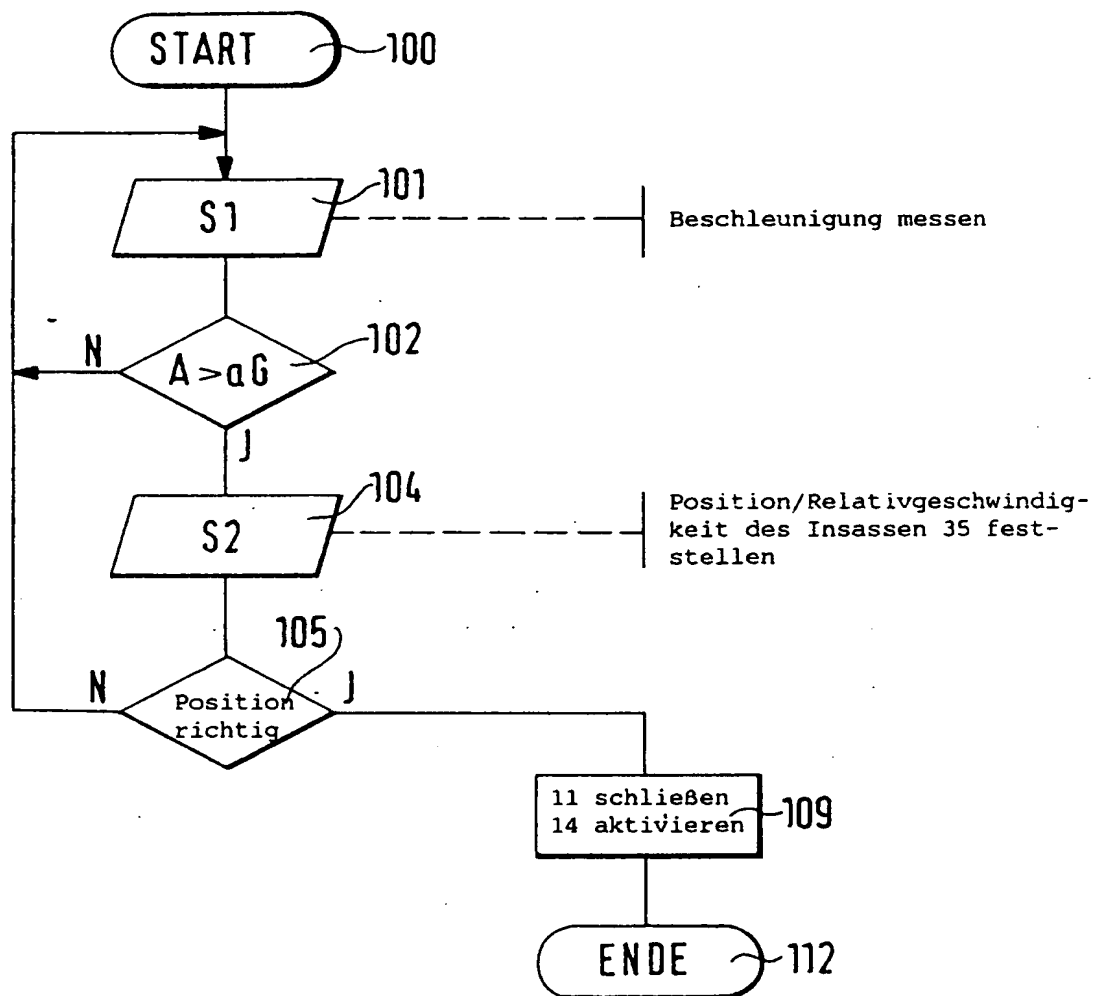 START
100
101
S1
Beschleunigung messen
102
N
A>aG
J
104
S2
Position/Relativgeschwindig-
keit des Insassen 35 fest-
stellen
105
N
J
Position
richtig
11 schließen
14 aktivieren
109
ENDE
112